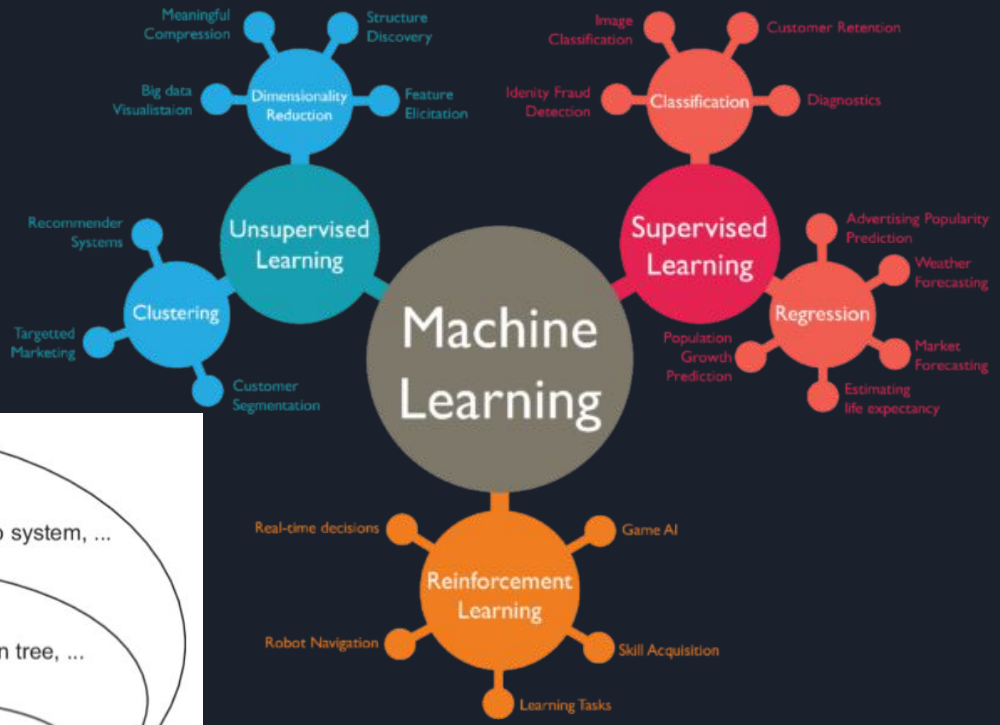 Meaningful
Compression
Structure
Discovery
Big data
Visualistaion
Dimensionality
Reduction
Feature
Elicitation
Image
Classification
Customer Retention
Idenity Fraud
Detection
Classification
Diagnostics
Recommender
Systems
Unsupervised
Learning
Clustering
Targetted
Marketing
Customer
Segmentation
Machine
Learning
Supervised
Learning
Advertising Popularity
Prediction
Weather
Forecasting
Regression
Population
Growth
Prediction
Market
Forecasting
Estimating
life expectancy
system, ...
tree, ...
Real-time decisions
Game AI
Reinforcement
Learning
Robot Navigation
Skill Acquisition
Learning Tasks